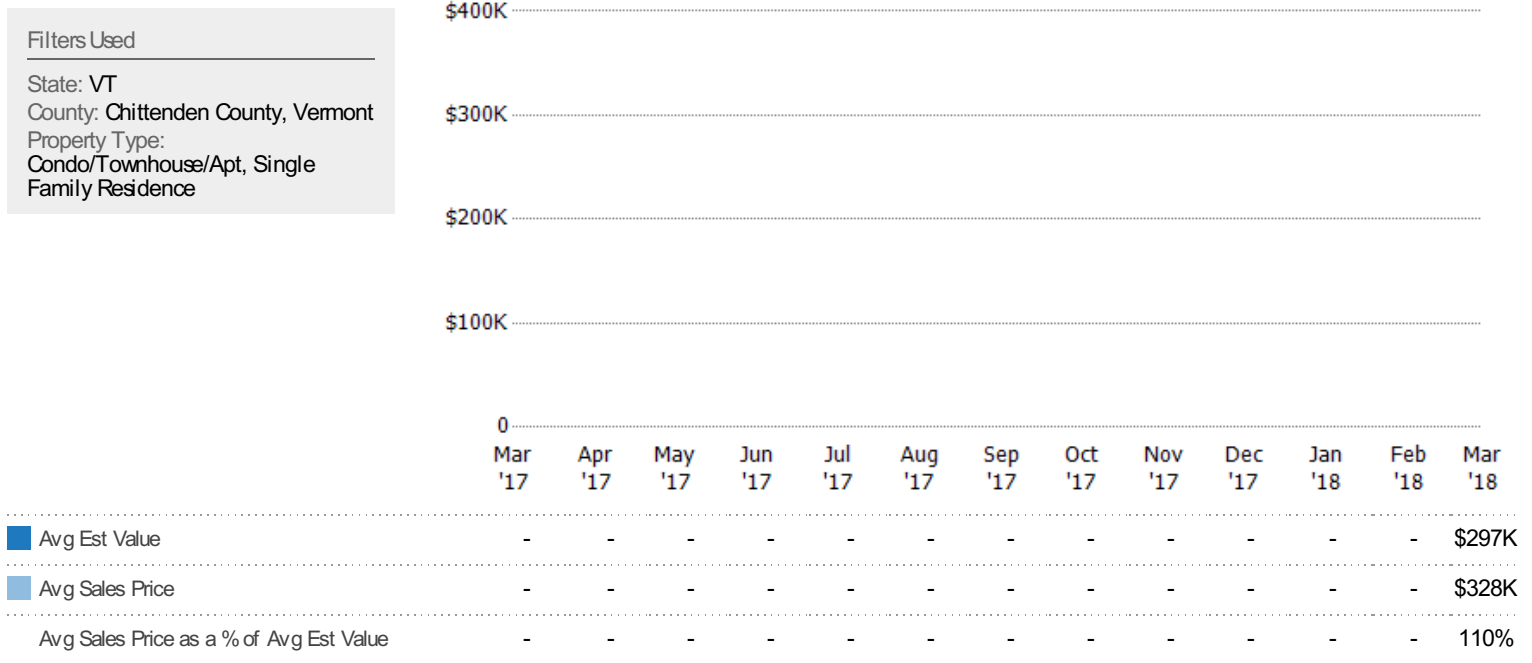 Filters Used
State: VT
County: Chittenden County, Vermont
Property Type:
Condo/Townhouse/Apt, Single
Family Residence
$400K
$300K
$200K
$100K
0
Mar Apr May Jun Jul Aug Sep Oct Nov Dec Jan Feb Mar
'17 '17 '17 '17 '17 '17 '17 '17 '17 '17 '18 '18 '18
Avg Est Value - - - - - - - - - - - - $297K
Avg Sales Price - - - - - - - - - - - - $328K
Avg Sales Price as a % of Avg Est Value - - - - - - - - - - - - 110%